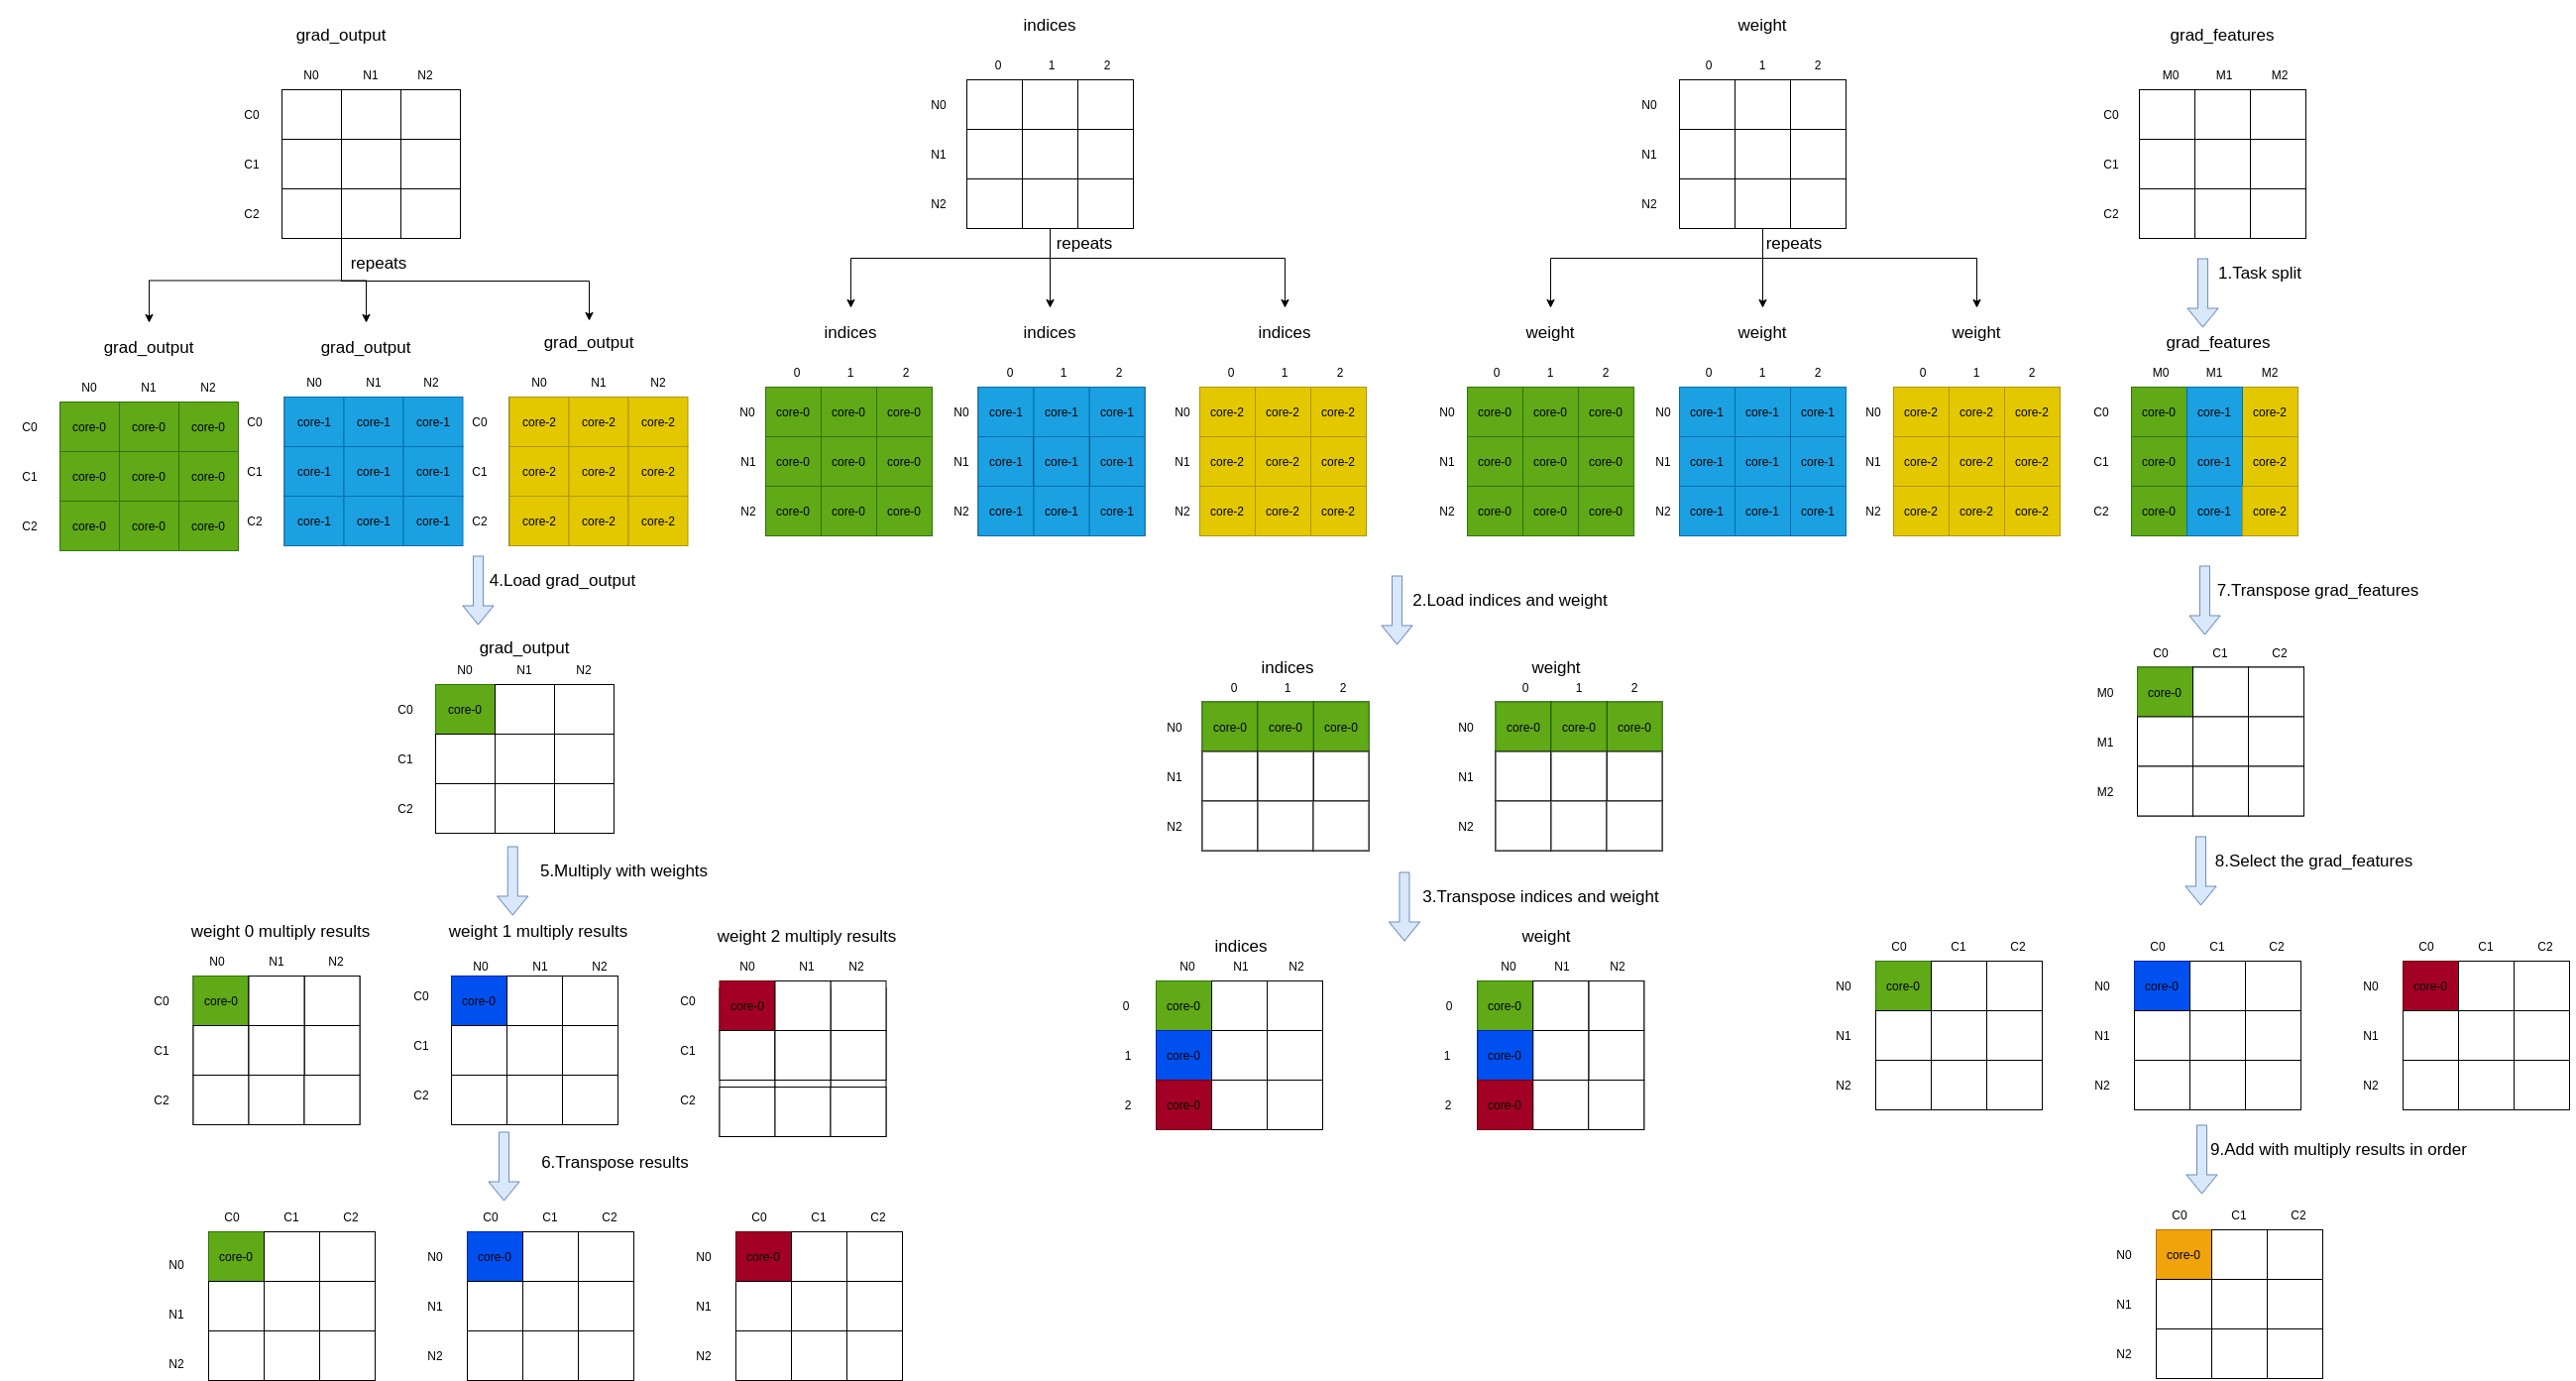 grad_output
N0 N1 N2
C0
C1
C2
repeats
indices
0 1 2
N0
N1
N2
repeats
weight
0 1 2
N0
N1
N2
repeats
grad_features
M0 M1 M2
C0
C1
C2
1.Task split
grad_output
N0 N1 N2
C0 core-0 core-0 core-0
C1 core-0 core-0 core-0
C2 core-0 core-0 core-0
grad_output
N0 N1 N2
C0 core-1 core-1 core-1
C1 core-1 core-1 core-1
C2 core-1 core-1 core-1
grad_output
N0 N1 N2
C0 core-2 core-2 core-2
C1 core-2 core-2 core-2
C2 core-2 core-2 core-2
indices
0 1 2
N0 core-0 core-0 core-0
N1 core-0 core-0 core-0
N2 core-0 core-0 core-0
indices
0 1 2
N0 core-1 core-1 core-1
N1 core-1 core-1 core-1
N2 core-1 core-1 core-1
indices
0 1 2
N0 core-2 core-2 core-2
N1 core-2 core-2 core-2
N2 core-2 core-2 core-2
weight
0 1 2
N0 core-0 core-0 core-0
N1 core-0 core-0 core-0
N2 core-0 core-0 core-0
weight
0 1 2
N0 core-1 core-1 core-1
N1 core-1 core-1 core-1
N2 core-1 core-1 core-1
weight
0 1 2
N0 core-2 core-2 core-2
N1 core-2 core-2 core-2
N2 core-2 core-2 core-2
grad_features
M0 M1 M2
C0 core-0 core-1 core-2
C1 core-0 core-1 core-2
C2 core-0 core-1 core-2
4.Load grad_output
grad_output
N0 N1 N2
C0 core-0
C1
C2
5.Multiply with weights
weight 0 multiply results
N0 N1 N2
C0 core-0
C1
C2
weight 1 multiply results
N0 N1 N2
C0 core-0
C1
C2
weight 2 multiply results
N0 N1 N2
C0 core-0
C1
C2
6.Transpose results
C0 C1 C2
N0 core-0
N1
N2
C0 C1 C2
N0 core-0
N1
N2
C0 C1 C2
N0 core-0
N1
N2
2.Load indices and weight
indices
0 1 2
N0 core-0 core-0 core-0
N1
N2
weight
0 1 2
N0 core-0 core-0 core-0
N1
N2
3.Transpose indices and weight
indices
N0 N1 N2
0 core-0
1 core-0
2 core-0
weight
N0 N1 N2
0 core-0
1 core-0
2 core-0
7.Transpose grad_features
C0 C1 C2
M0 core-0
M1
M2
8.Select the grad_features
C0 C1 C2
N0 core-0
N1
N2
C0 C1 C2
N0 core-0
N1
N2
C0 C1 C2
N0 core-0
N1
N2
9.Add with multiply results in order
C0 C1 C2
N0 core-0
N1
N2